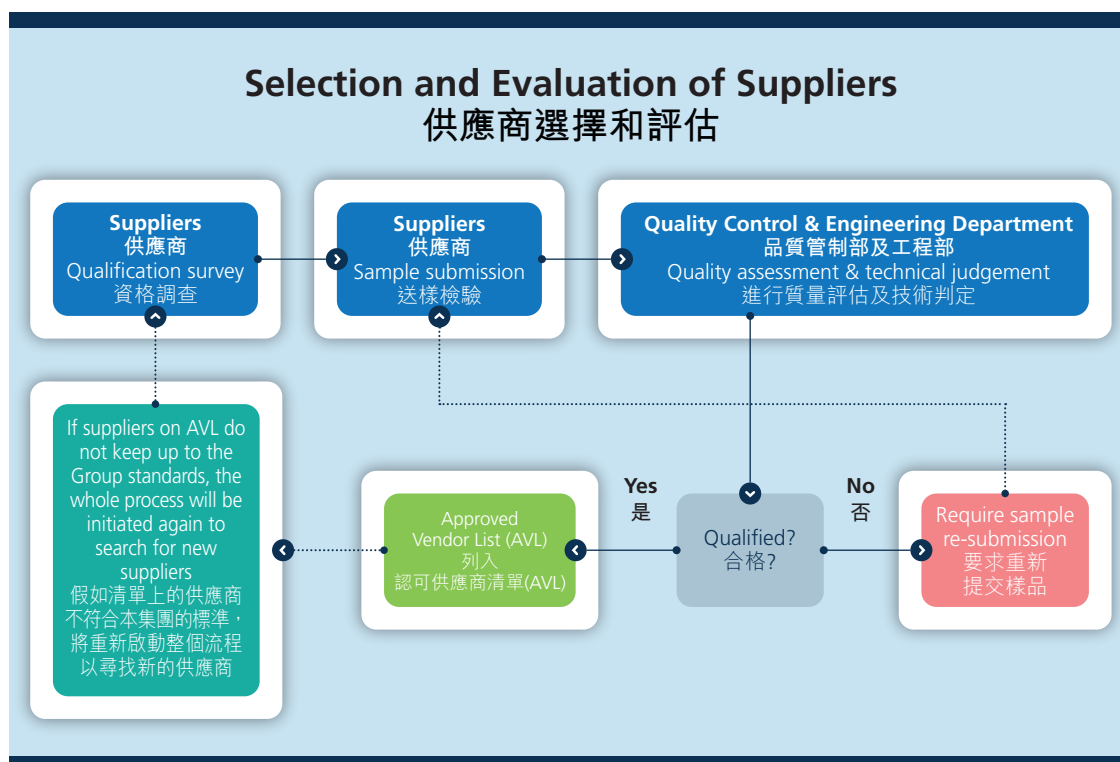 Selection and Evaluation of Suppliers
供應商選擇和評估
Suppliers
供應商
Qualification survey
資格調查
Suppliers
供應商
Sample submission
送樣檢驗
Quality Control & Engineering Department
品質管制部及工程部
Quality assessment & technical judgement
進行質量評估及技術判定
If suppliers on AVL do
not keep up to the
Group standards, the
whole process will be
initiated again to
search for new
suppliers
假如清單上的供應商
不符合本集團的標準，
將重新啟動整個流程
以尋找新的供應商
Approved
Vendor List (AVL)
列入
認可供應商清單(AVL)
Yes
是
Qualified?
合格?
No
否
Require sample
re-submission
要求重新
提交樣品